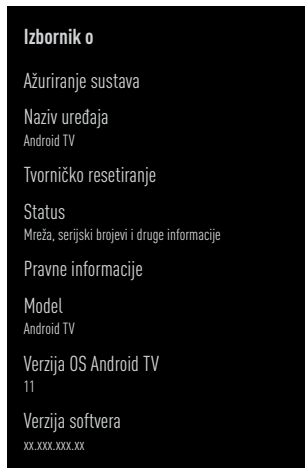 Izbornik o
Ažuriranje sustava
Naziv uređaja
Android TV
Tvorničko resetiranje
Status
Mreža, serijski brojevi i druge informacije
Pravne informacije
Model
Android TV
Verzija OS Android TV
11
Verzija softvera
xx.xxx.xxx.xx